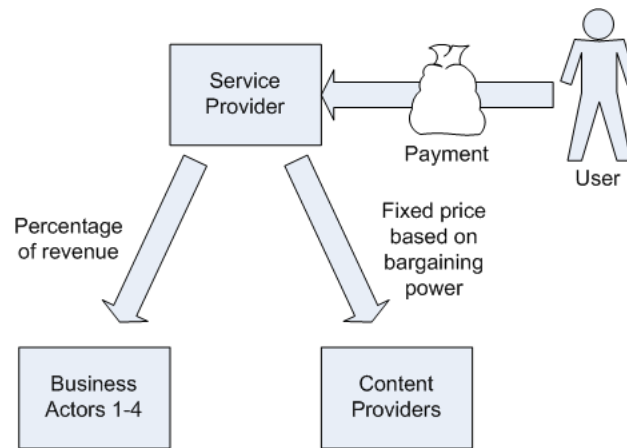 Service
Provider
Payment
User
Percentage
of revenue
Fixed price
based on
bargaining
power
Business
Actors 1-4
Content
Providers